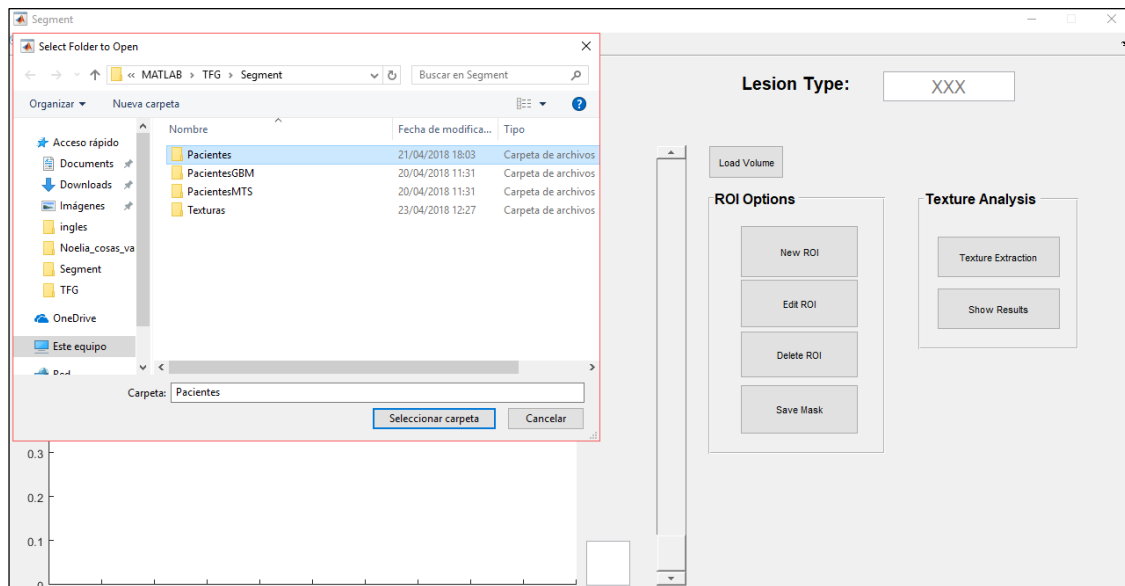 Segment
Select Folder to Open
« MATLAB > TFG > Segment
Buscar en Segment
Organizar
Nueva carpeta
Nombre
Fecha de modifica...
Tipo
Acceso rápido
Documents
Downloads
Imágenes
ingles
Noelia_cosas_va
Segment
TFG
OneDrive
Este equipo
Red
Pacientes 21/04/2018 18:03 Carpeta de archivos
PacientesGBM 20/04/2018 11:31 Carpeta de archivos
PacientesMTS 20/04/2018 11:31 Carpeta de archivos
Texturas 23/04/2018 12:27 Carpeta de archivos
Carpeta: Pacientes
Seleccionar carpeta
Cancelar
Lesion Type: XXX
Load Volume
ROI Options
New ROI
Edit ROI
Delete ROI
Save Mask
Texture Analysis
Texture Extraction
Show Results
0.3
0.2
0.1
0